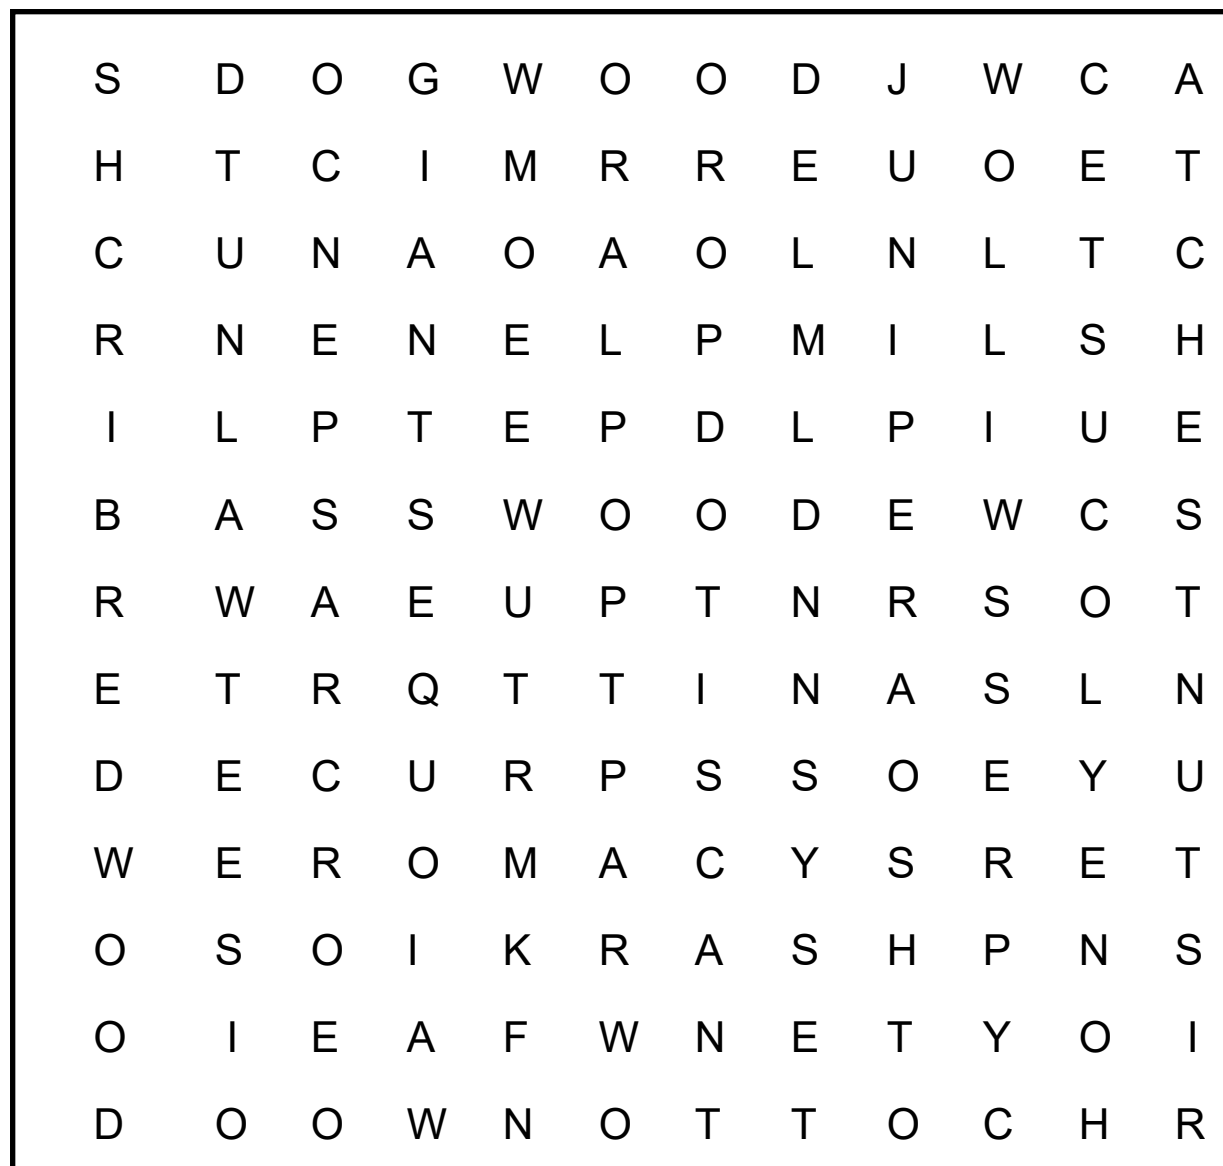 S D O G W O O D J W C A
H T C I M R R E U O E T
C U N A O A O L N L T C
R N E N E L P M I L S H
I L P T E P D L P I U E
B A S S W O O D E W C S
R W A E U P T N R S O T
E T R Q T T I N A S L N
D E C U R P S S O E Y U
W E R O M A C Y S R E T
O S O I K R A S H P N S
O I E A F W N E T Y O I
D O O W N O T T O C H R